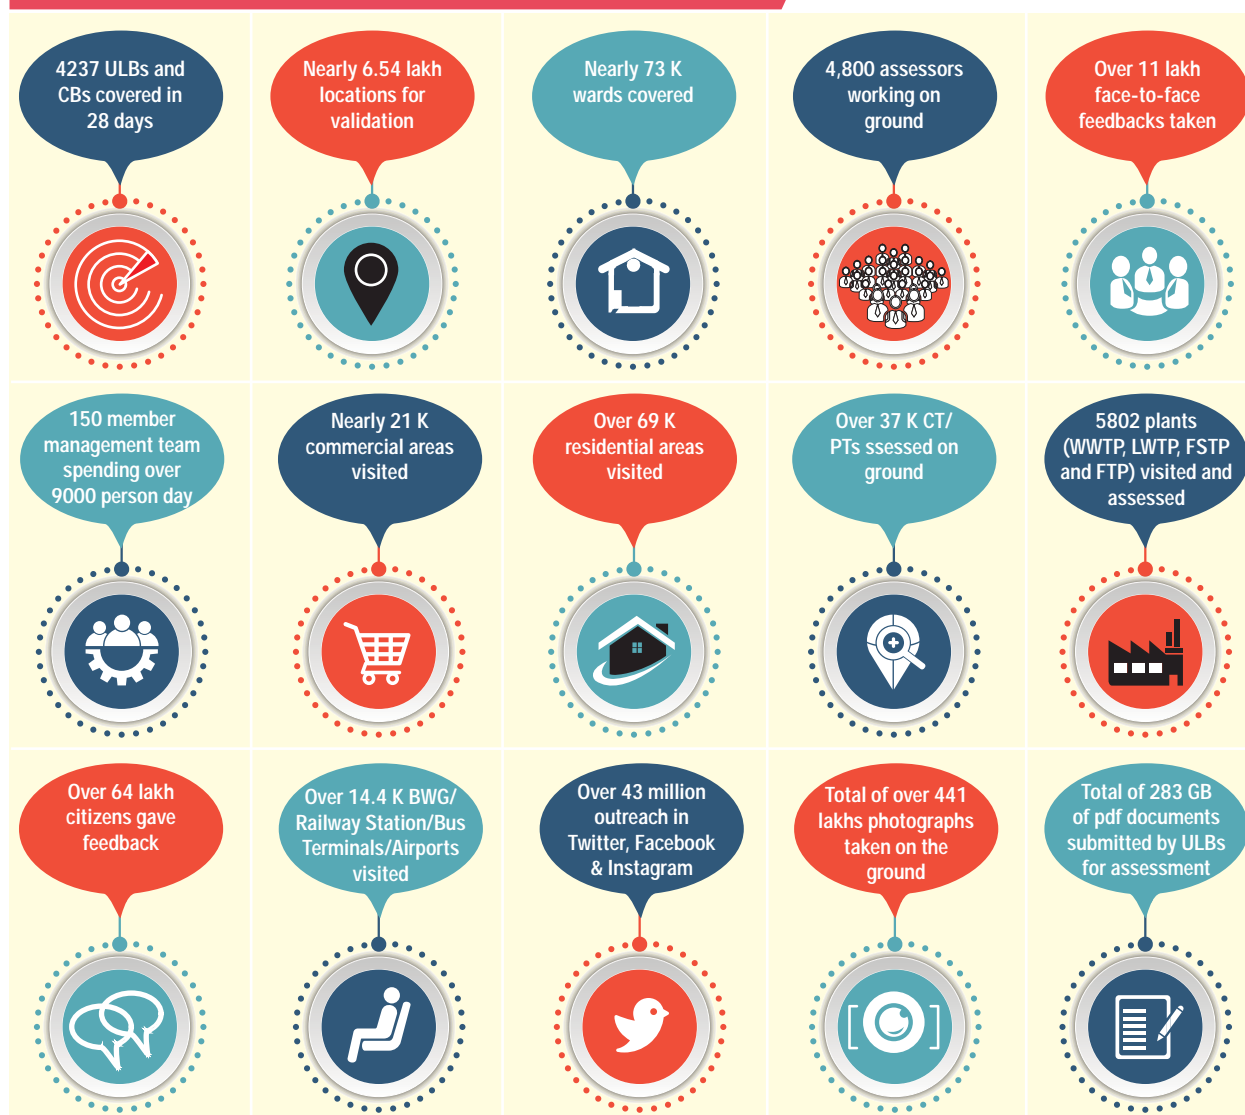 4237 ULBs and
CBs covered in
28 days
Nearly 6.54 lakh
locations for
validation
Nearly 73 K
wards covered
4,800 assessors
working on
ground
Over 11 lakh
face-to-face
feedbacks taken
150 member
management team
spending over
9000 person day
Nearly 21 K
commercial areas
visited
Over 69 K
residential areas
visited
Over 37 K CT/
PTs ssessed on
ground
5802 plants
(WWTP, LWTP, FSTP
and FTP) visited and
assessed
Over 64 lakh
citizens gave
feedback
Over 14.4 K BWG/
Railway Station/Bus
Terminals/Airports
visited
Over 43 million
outreach in
Twitter, Facebook
& Instagram
Total of over 441
lakhs photographs
taken on the
ground
Total of 283 GB
of pdf documents
submitted by ULBs
for assessment